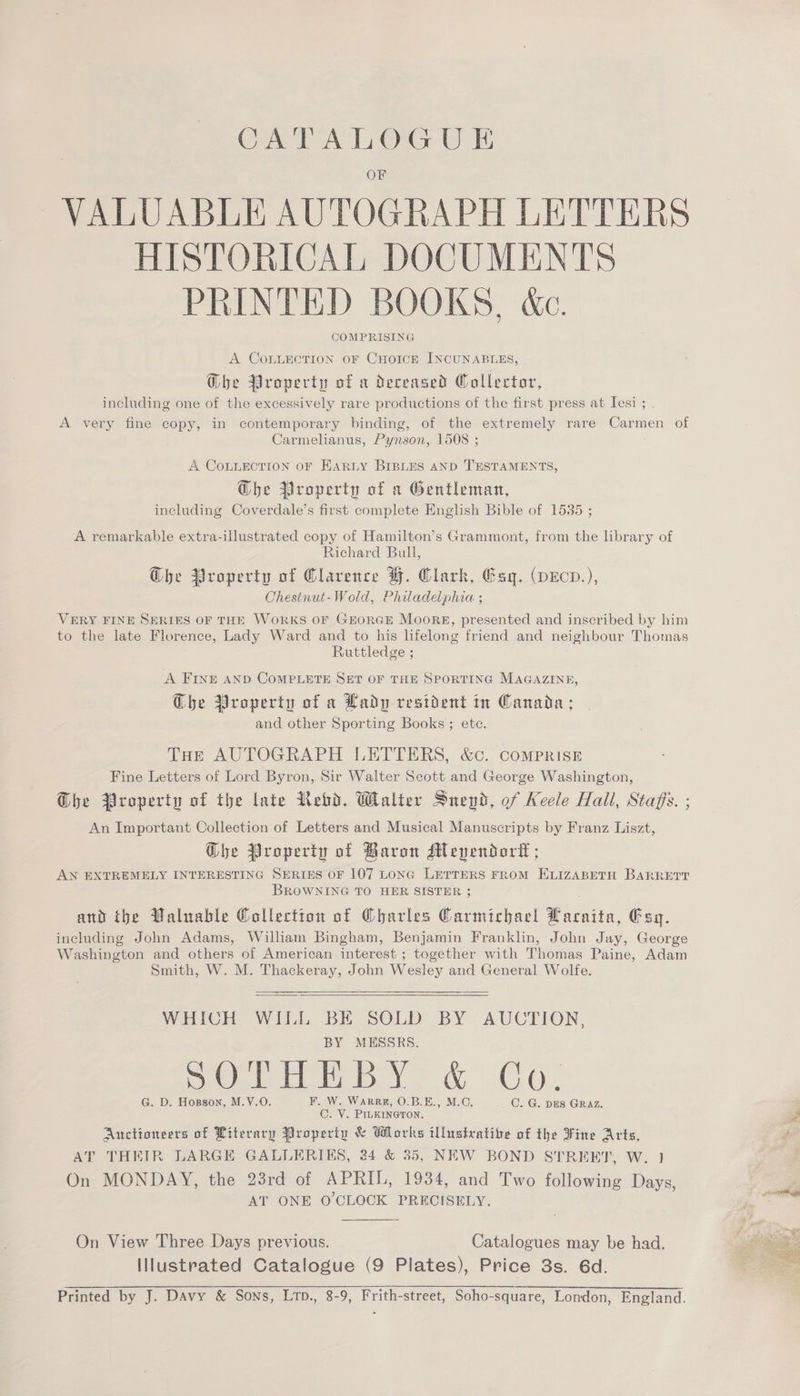 CATALOGUE
OF
VALUABLE AUTOGRAPH LETTERS
HISTORICAL DOCUMENTS
PRINTED BOOKS, &c.
COMPRISING
A COLLECTION OF CHOICE INCUNABLES,
The Property of a deceased Collector,
including one of the excessively rare productions of the first press at Iesi ;
A very fine copy, in contemporary binding, of the extremely rare Carmen of
Carmelianus, Pynson, 1508 ;
A COLLECTION OF EARLY BIBLES AND TESTAMENTS,
The Property of a Gentleman,
including Coverdale's first complete English Bible of 1535 ;
A remarkable extra-illustrated copy of Hamilton's Grammont, from the library of
Richard Bull,
The Property of Clarence H. Clark, Esq. (DECD.),
Chestnut-Wold, Philadelphia ;
VERY FINE SERIES OF THE WORKS OF GEORGE MOORE, presented and inscribed by him
to the late Florence, Lady Ward and to his lifelong friend and neighbour Thomas
Ruttledge ;
A FINE AND COMPLETE SET OF THE SPORTING MAGAZINE,
The Property of a Lady resident in Canada ;
and other Sporting Books ; etc.
THE AUTOGRAPH LETTERS, &c. COMPRISE
Fine Letters of Lord Byron, Sir Walter Scott and George Washington,
The Property of the late Revd. Walter Sneyd, of Keele Hall, Staffs. ;
An Important Collection of Letters and Musical Manuscripts by Franz Liszt,
The Property of Baron Meyendorff ;
AN EXTREMELY INTERESTING SERIES OF 107 LONG LETTERS FROM ELIZABETH BARRETT
BROWNING TO HER SISTER ;
and the Valuable Collection of Charles Carmichael Lacaita, Esq.
including John Adams, William Bingham, Benjamin Franklin, John Jay, George
Washington and others of American interest ; together with Thomas Paine, Adam
Smith, W. M. Thackeray, John Wesley and General Wolfe.
WHICH WILL BE SOLD BY AUCTION,
BY MESSRS.
SOTHEBY & Co.
G. D. HOBSON, M.V.O. F. W. WARRE, O.B.E., M.C. C. G. DES GRAZ.
C. V. PILKINGTON.
Auctioneers of Literary Property & Works illustrative of the Fine Arts,
AT THEIR LARGE GALLERIES, 34 & 35, NEW BOND STREET, W. 1
On MONDAY, the 23rd of APRIL, 1934, and Two following Days,
AT ONE O'CLOCK PRECISELY.
On View Three Days previous. Catalogues may be had.
Illustrated Catalogue (9 Plates), Price 3s. 6d.
Printed by J. DAVY & SONS, LTD., 8-9, Frith-street, Soho-square, London, England.